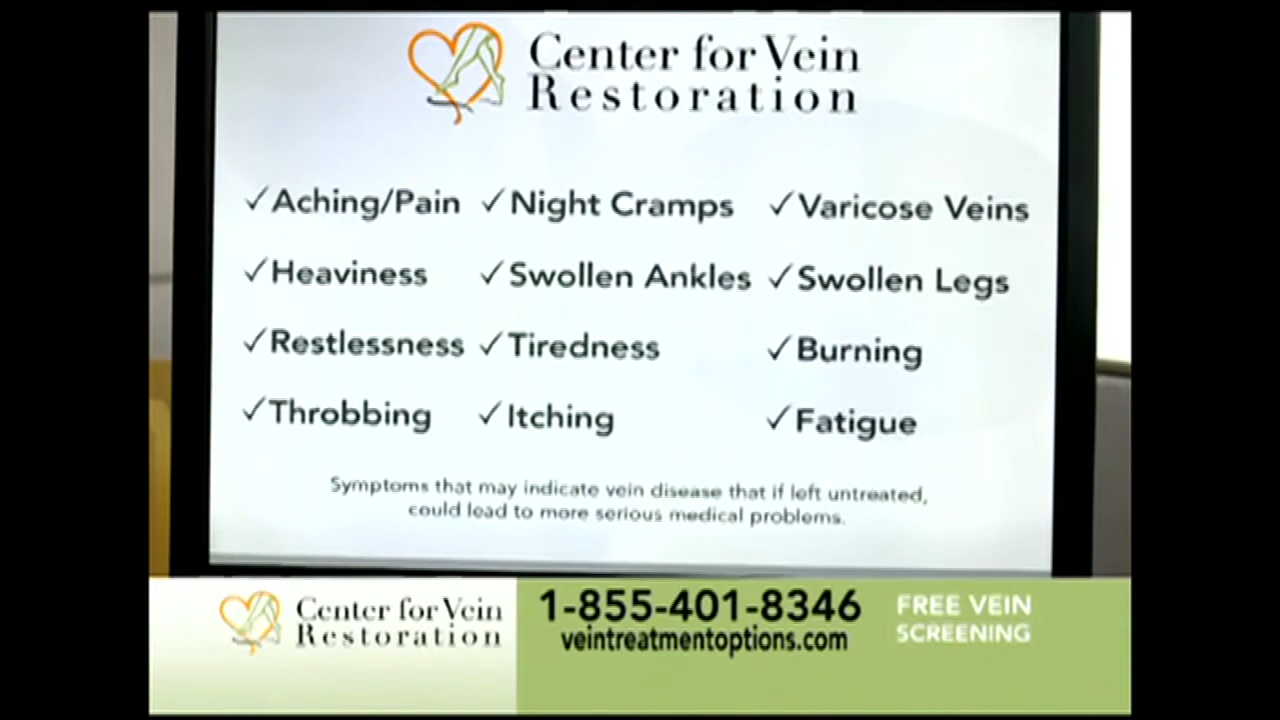 Center for Vein
Restoration
✓Aching/Pain ✓Night Cramps ✓Varicose Veins
✓Heaviness ✓Swollen Ankles ✓Swollen Legs
✓Restlessness ✓Tiredness ✓Burning
✓Throbbing ✓Itching ✓Fatigue
Symptoms that may indicate vein disease that if left untreated,
could lead to more serious medical problems.
Center for Vein
Restoration
1-855-401-8346
veintreatmentoptions.com
FREE VEIN
SCREENING